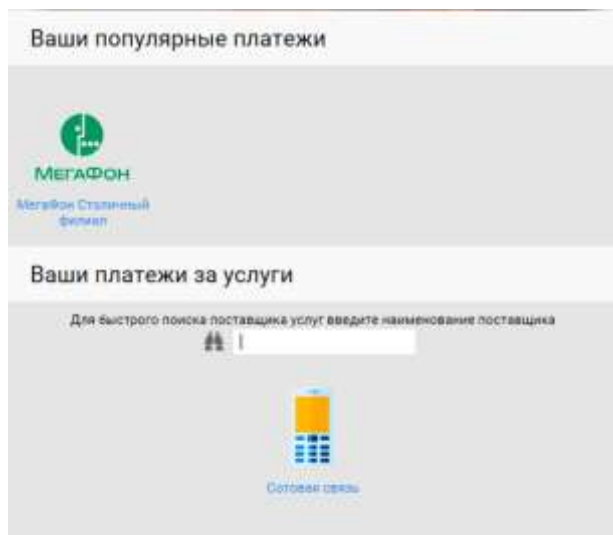 Ваши популярные платежи
МЕГАФОН
МегаФон Столичный
филиал
Ваши платежи за услуги
Для быстрого поиска поставщика услуг введите наименование поставщика
Сотовая связь